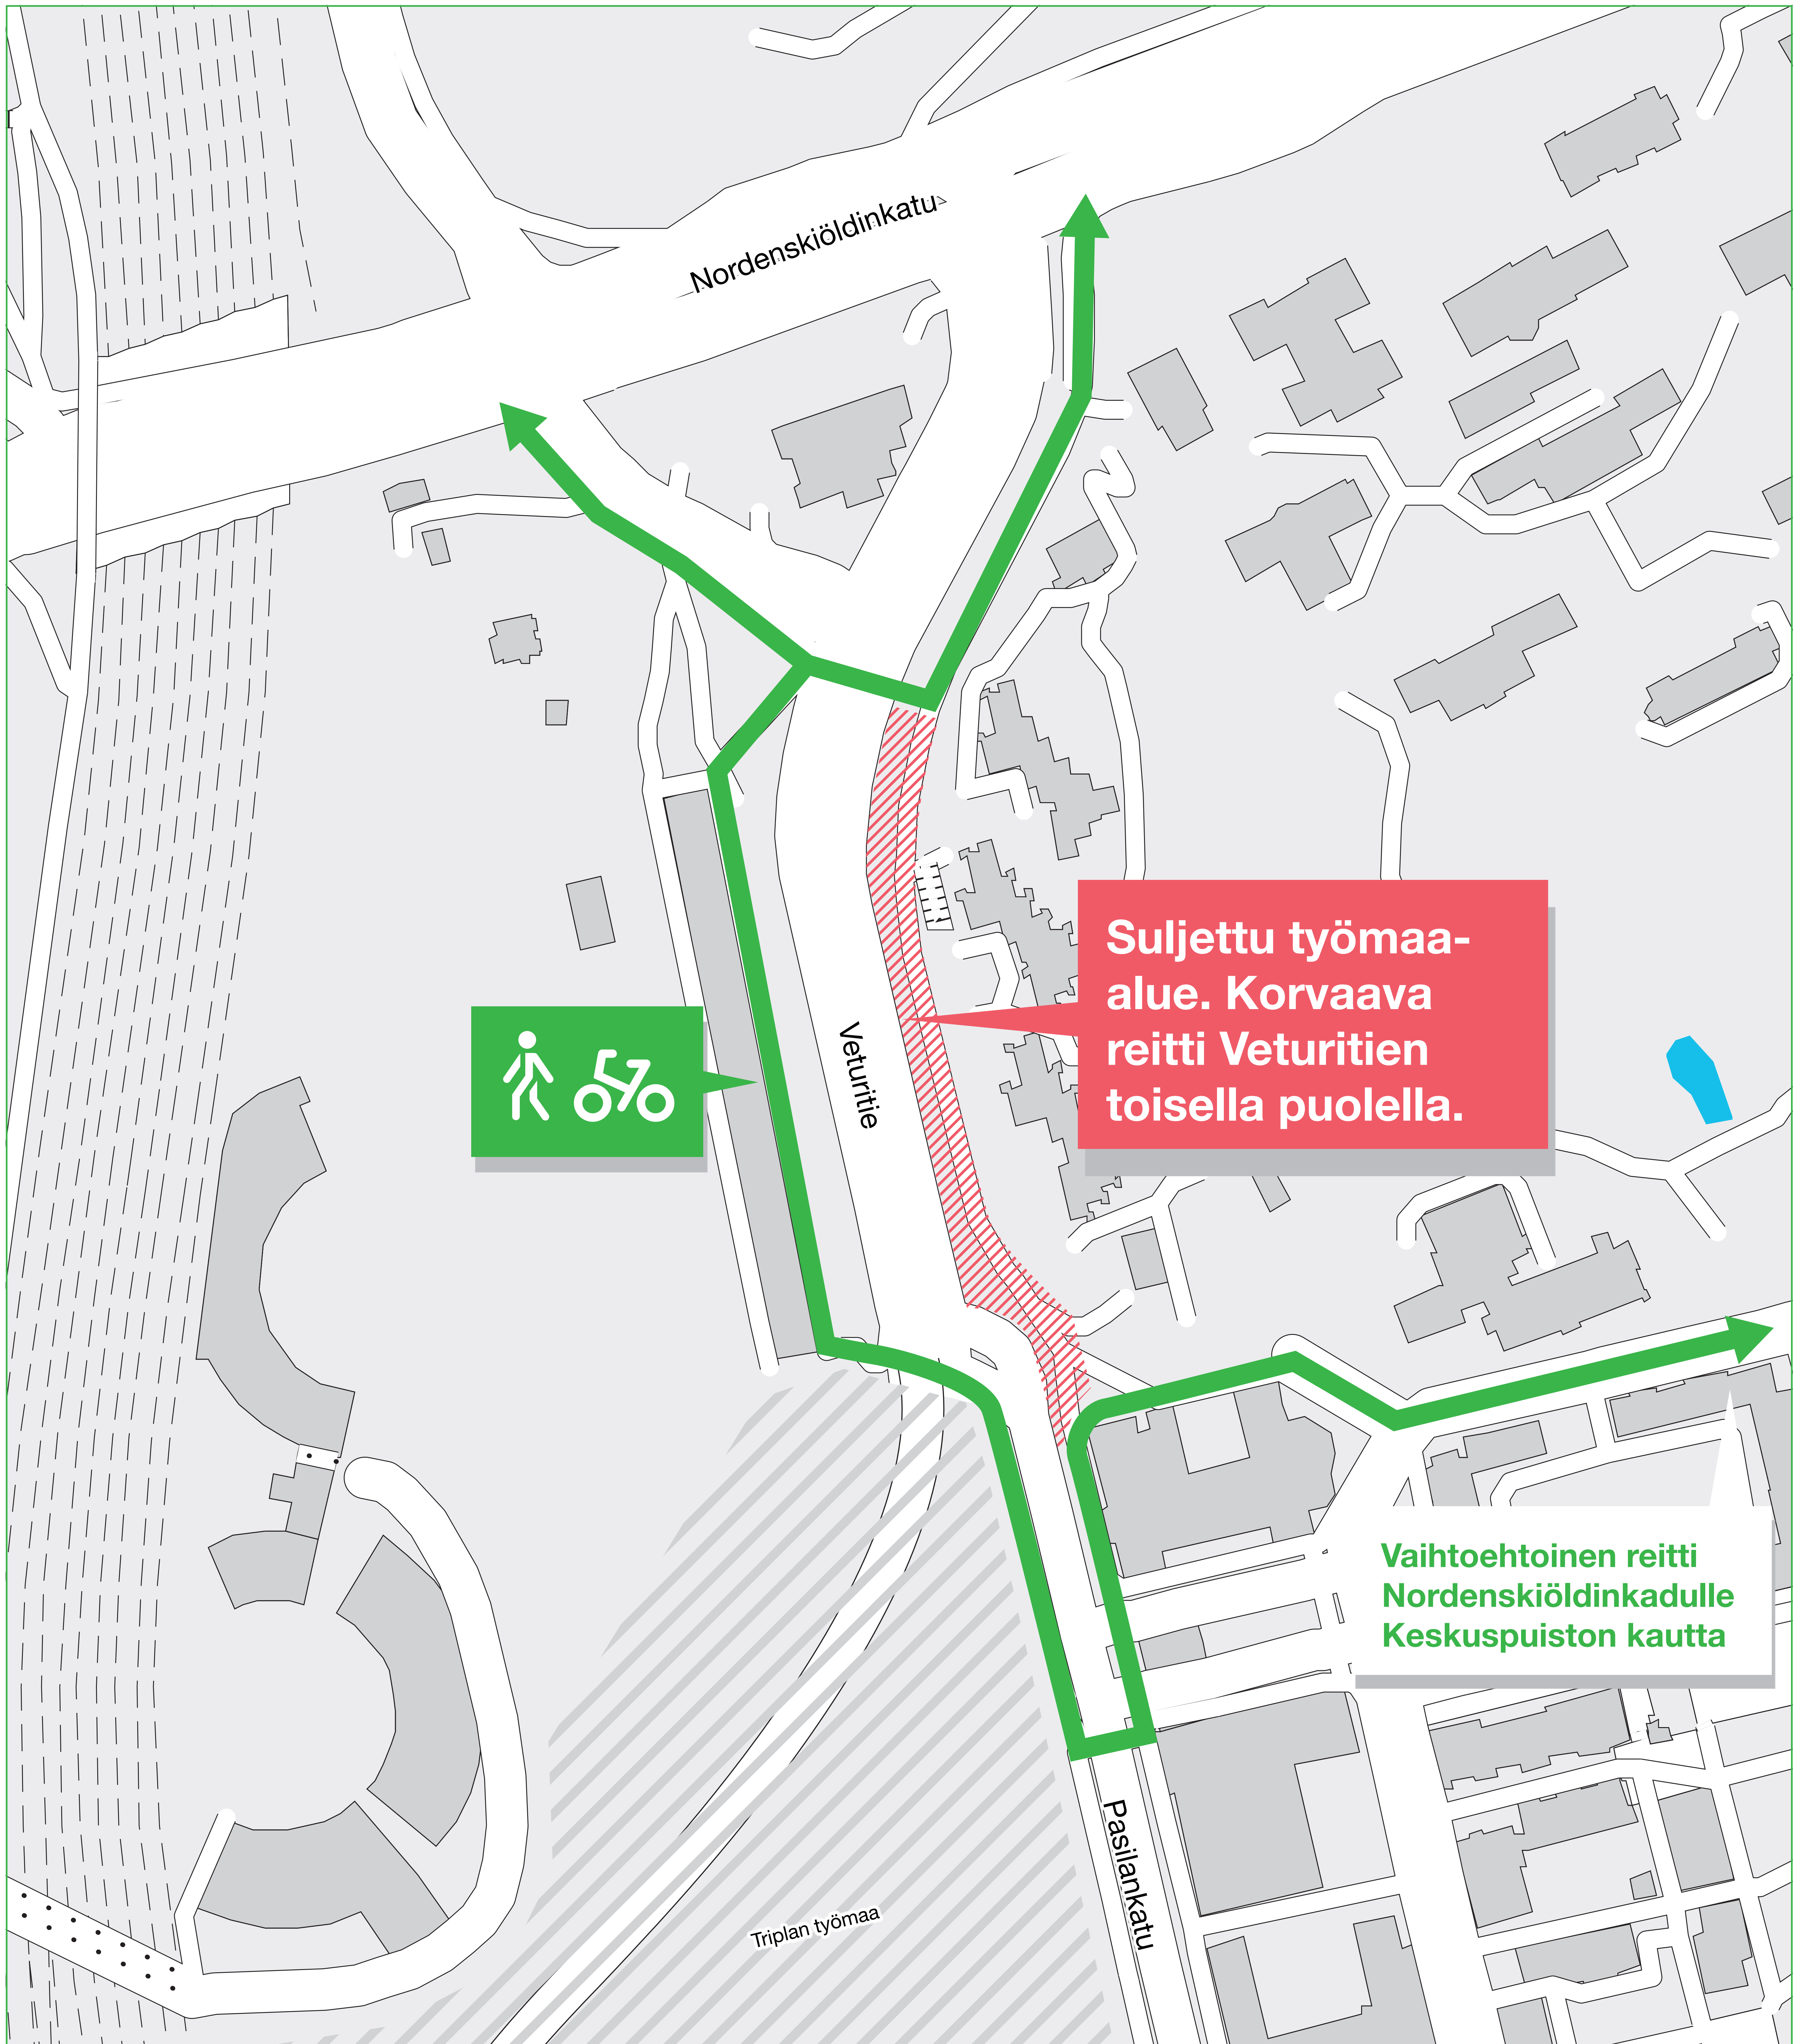 Nordenskiöldinkatu
Suljettu työmaa-
alue. Korvaava
reitti Veturitien
toisella puolella.
Veturitie
Vaihtoehtoinen reitti
Nordenskiöldinkadulle
Keskuspuiston kautta
Pasilankatu
Triplan työmaa